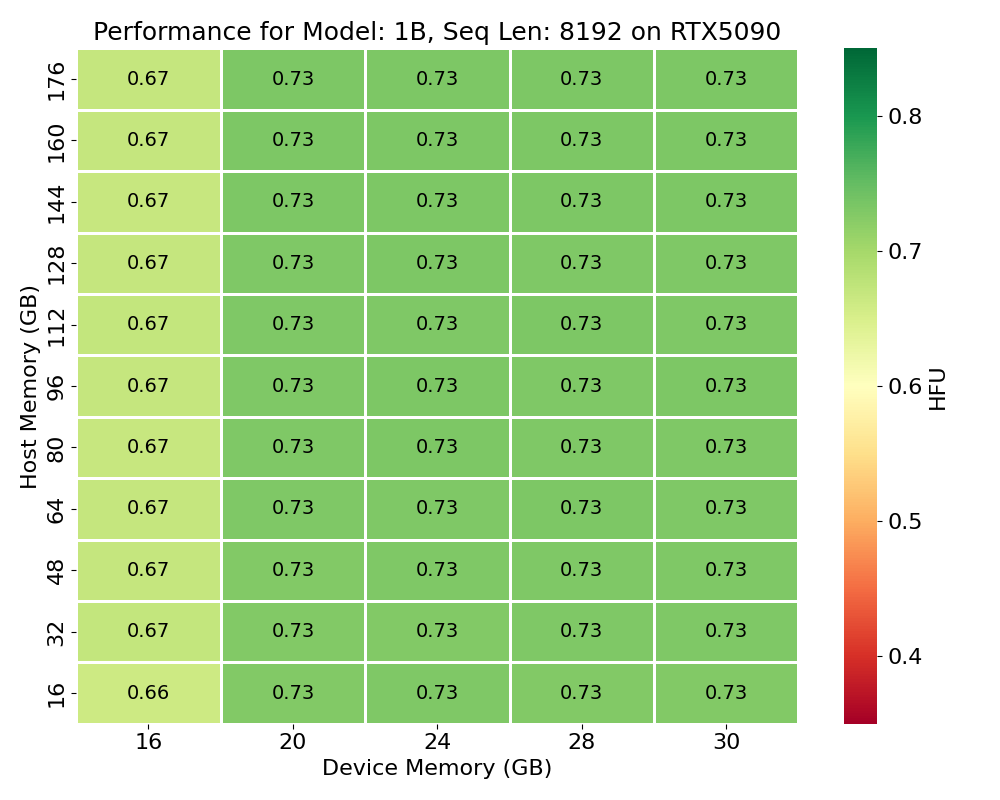 Performance for Model: 1B, Seq Len: 8192 on RTX5090
176 0.67 0.73 0.73 0.73 0.73
160 0.67 0.73 0.73 0.73 0.73
144 0.67 0.73 0.73 0.73 0.73
128 0.67 0.73 0.73 0.73 0.73
112 0.67 0.73 0.73 0.73 0.73
96 0.67 0.73 0.73 0.73 0.73
80 0.67 0.73 0.73 0.73 0.73
64 0.67 0.73 0.73 0.73 0.73
48 0.67 0.73 0.73 0.73 0.73
32 0.67 0.73 0.73 0.73 0.73
16 0.66 0.73 0.73 0.73 0.73
Host Memory (GB)
16 20 24 28 30
Device Memory (GB)
0.8
0.7
0.6
0.5
0.4
HFU